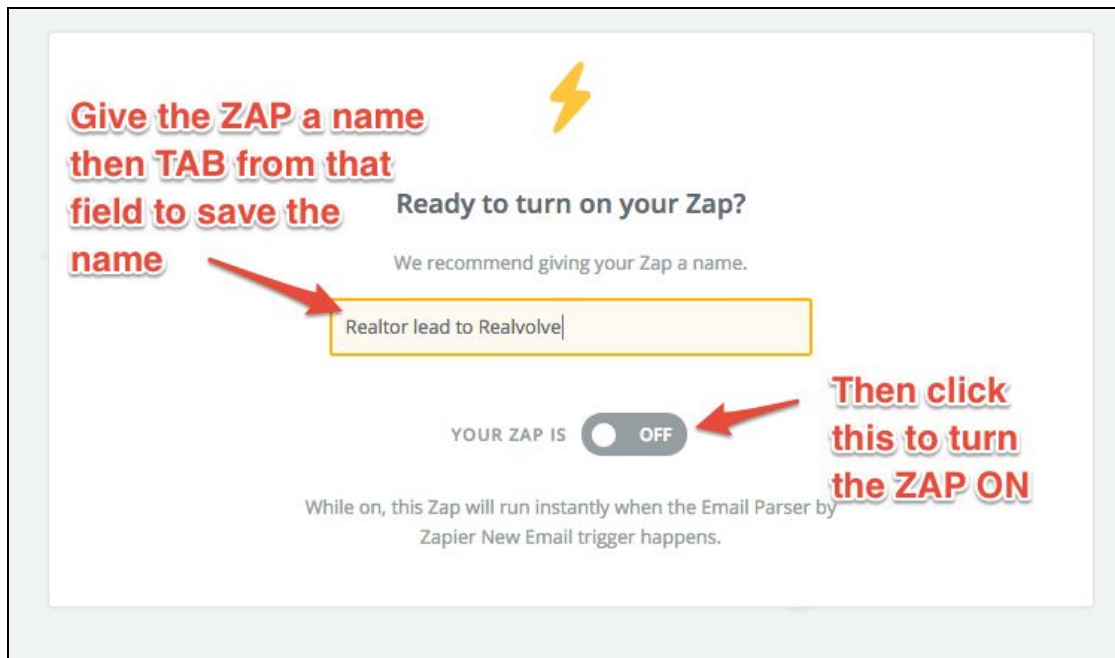 Give the ZAP a name
then TAB from that
field to save the
name
Ready to turn on your Zap?
We recommend giving your Zap a name.
Realtor lead to Realvolve
YOUR ZAP IS
OFF
Then click
this to turn
the ZAP ON
While on, this Zap will run instantly when the Email Parser by
Zapier New Email trigger happens.